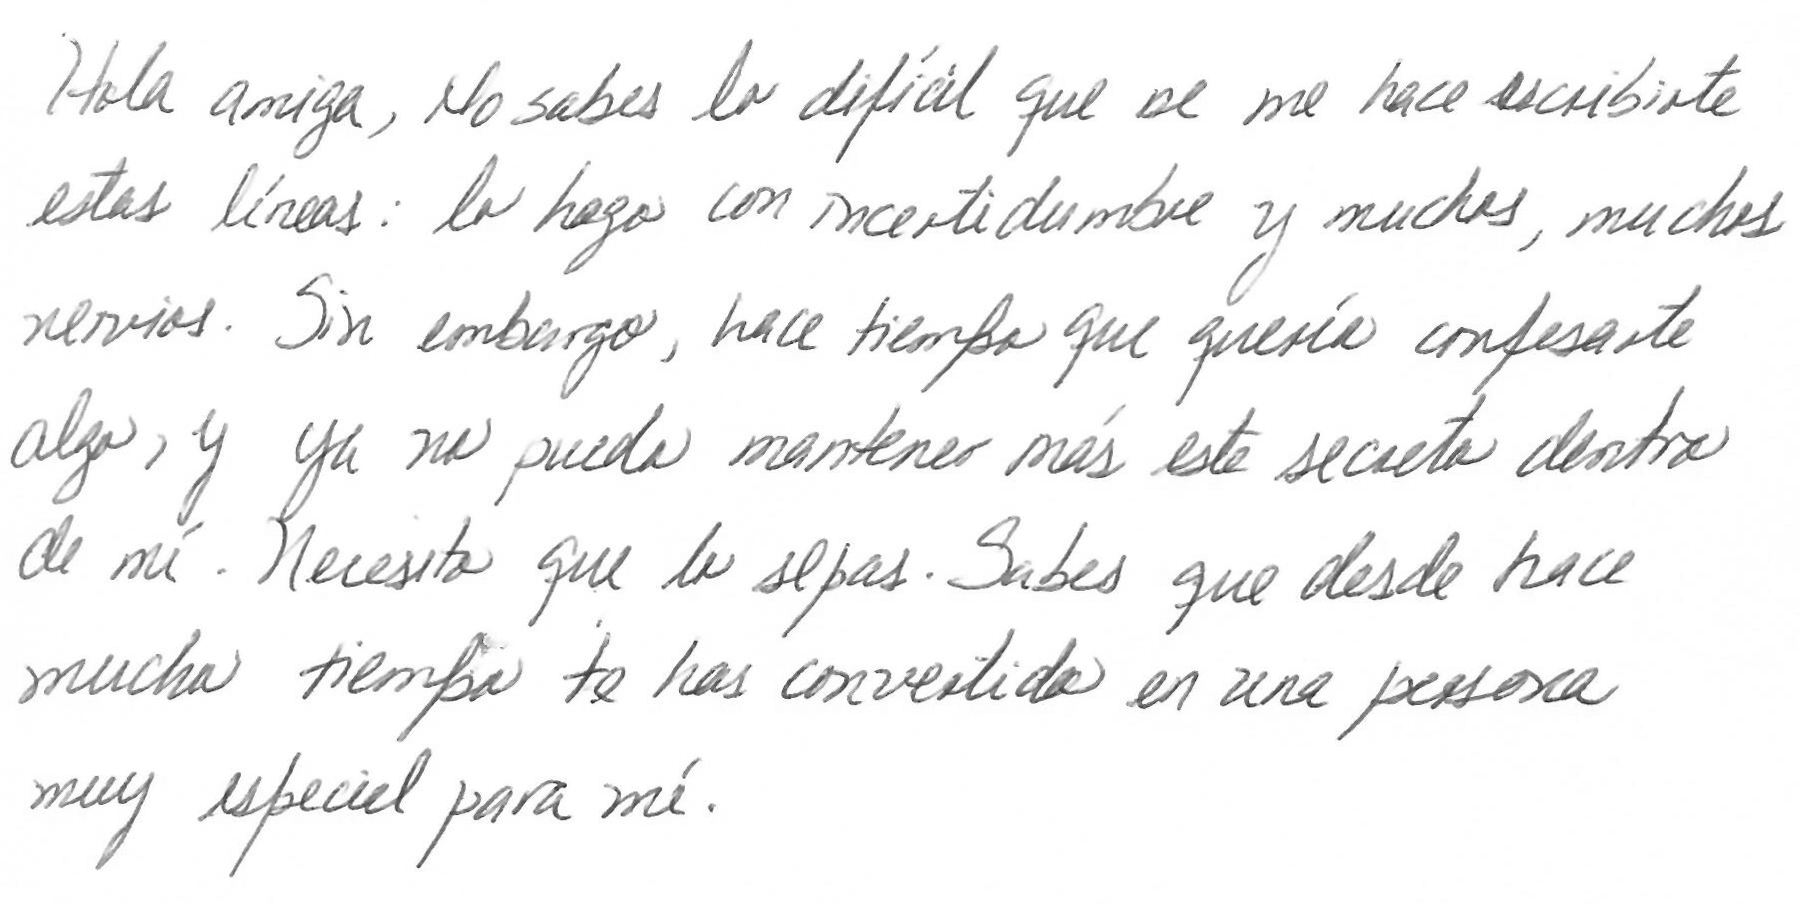 Hola amiga, No sabes lo difícil que se me hace escribirte
estas líneas: lo hago con incertidumbre y muchos, muchos
nervios. Sin embargo, hace tiempo que quería confesarte
algo, y ya no puedo mantener más este secreto dentro
de mí. Necesito que lo sepas. Sabes que desde hace
mucho tiempo te has convertido en una persona
muy especial para mí.